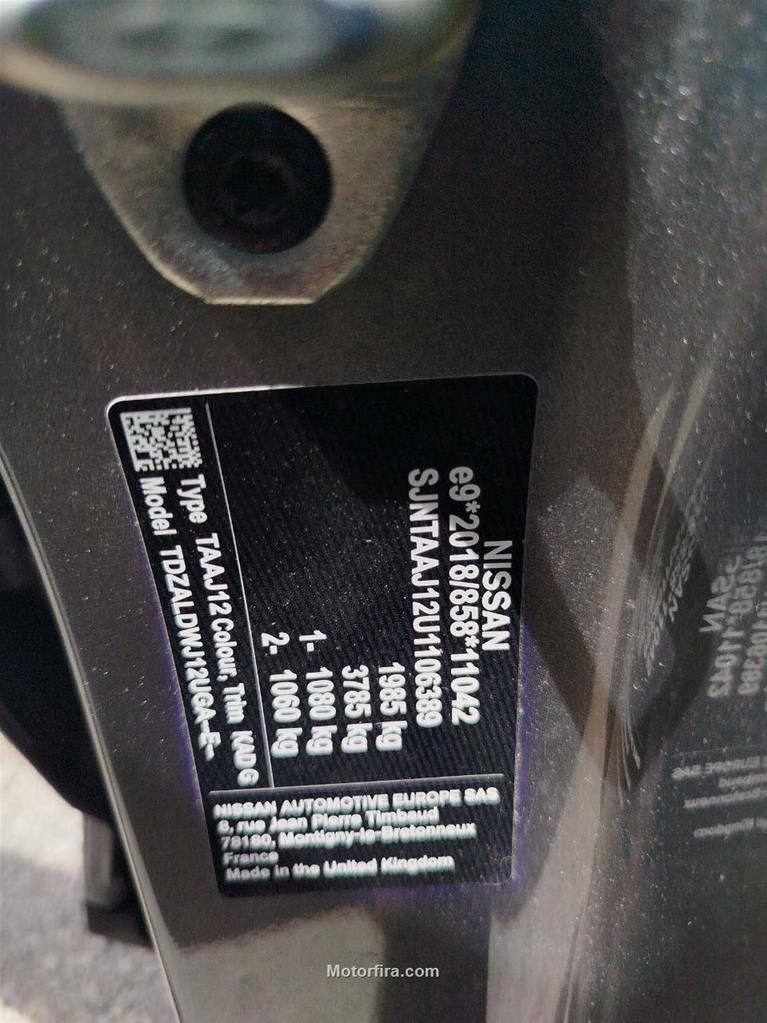 NISSAN
e9*2018/858*11042
SJNTAAJ12U1106389
1985 kg
3785 kg
1- 1080 kg
2- 1060 kg
Type TAAJ12 Colour, Trim KAD G
Model TDZALDWJ12UGA-E-
NISSAN AUTOMOTIVE EUROPE SAS
8, rue Jean Pierre Timbaud
78180, Montigny-le-Bretonneux
France
Made in the United Kingdom
Motorfira.com